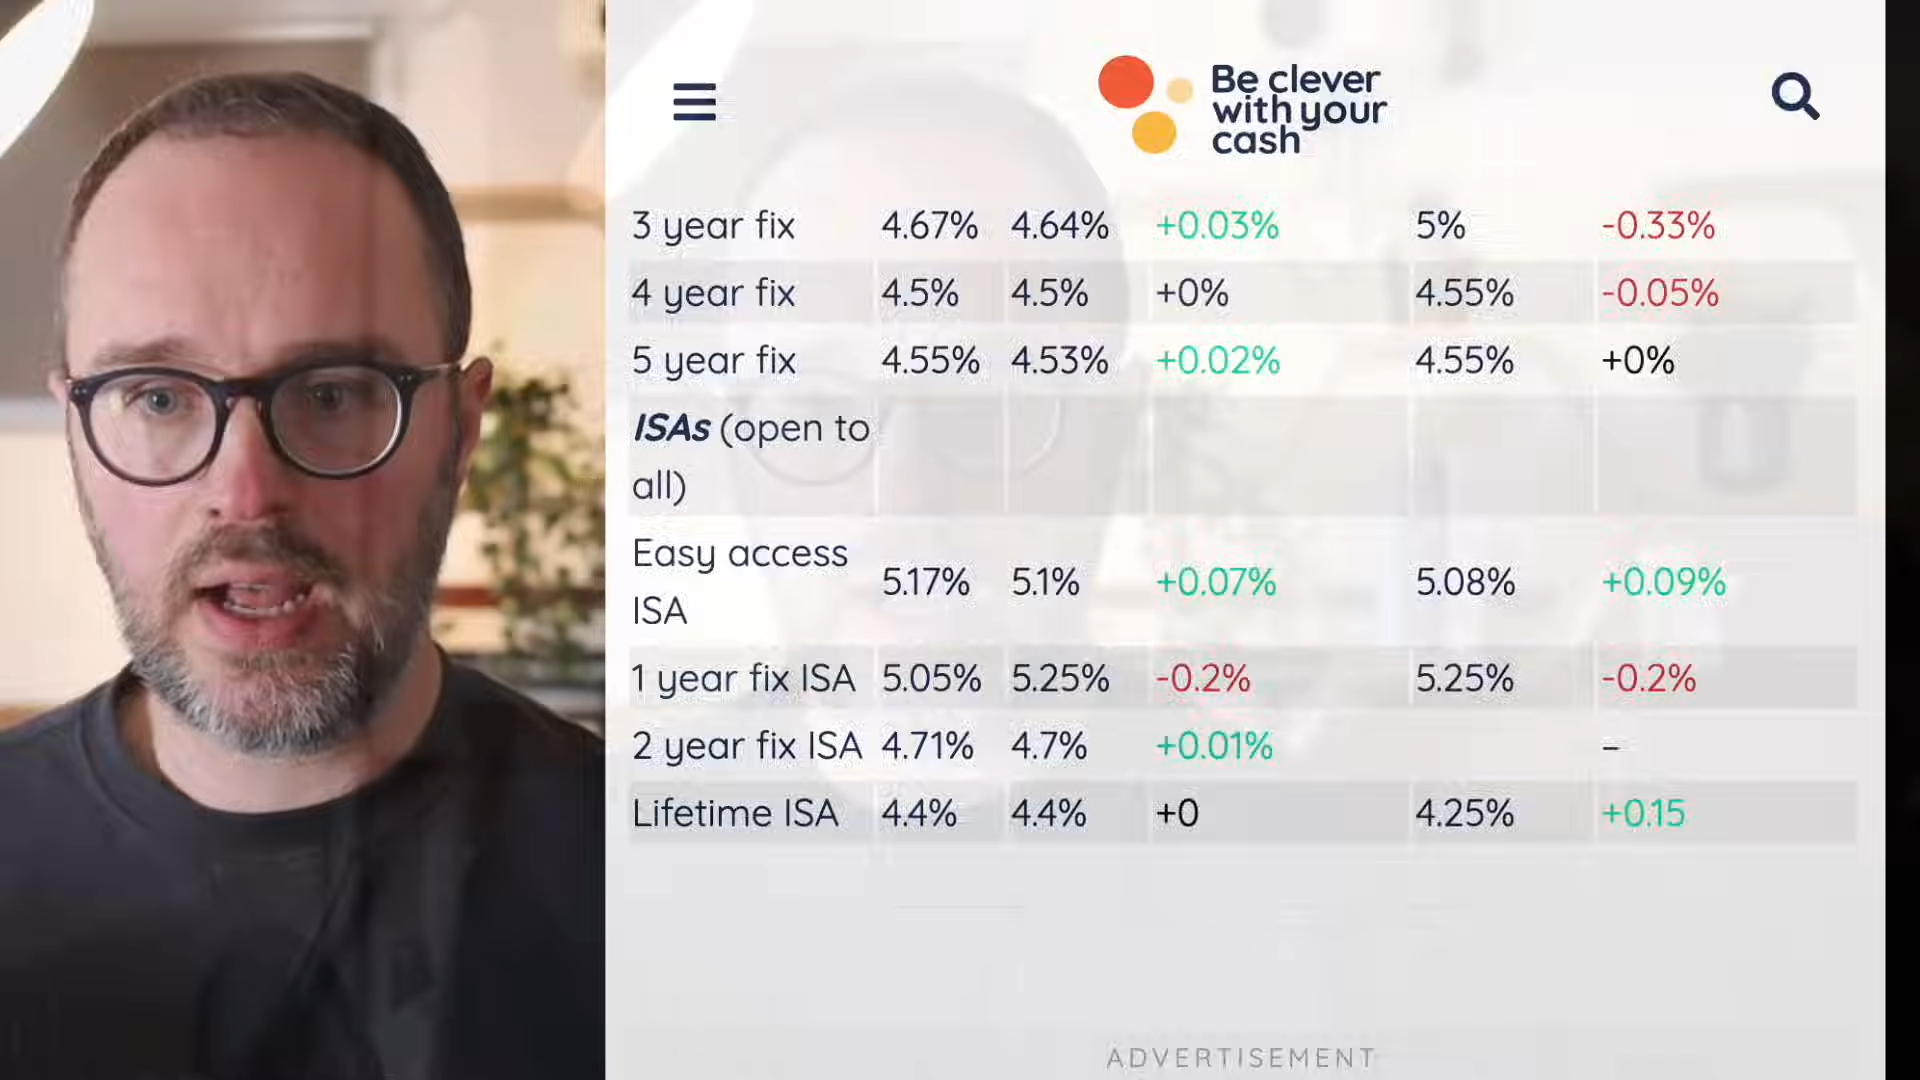 Be clever
with your
cash
3 year fix 4.67% 4.64% +0.03% 5% -0.33%
4 year fix 4.5% 4.5% +0% 4.55% -0.05%
5 year fix 4.55% 4.53% +0.02% 4.55% +0%
ISAs (open to
all)
Easy access
ISA 5.17% 5.1% +0.07% 5.08% +0.09%
1 year fix ISA 5.05% 5.25% -0.2% 5.25% -0.2%
2 year fix ISA 4.71% 4.7% +0.01% –
Lifetime ISA 4.4% 4.4% +0 4.25% +0.15
ADVERTISEMENT